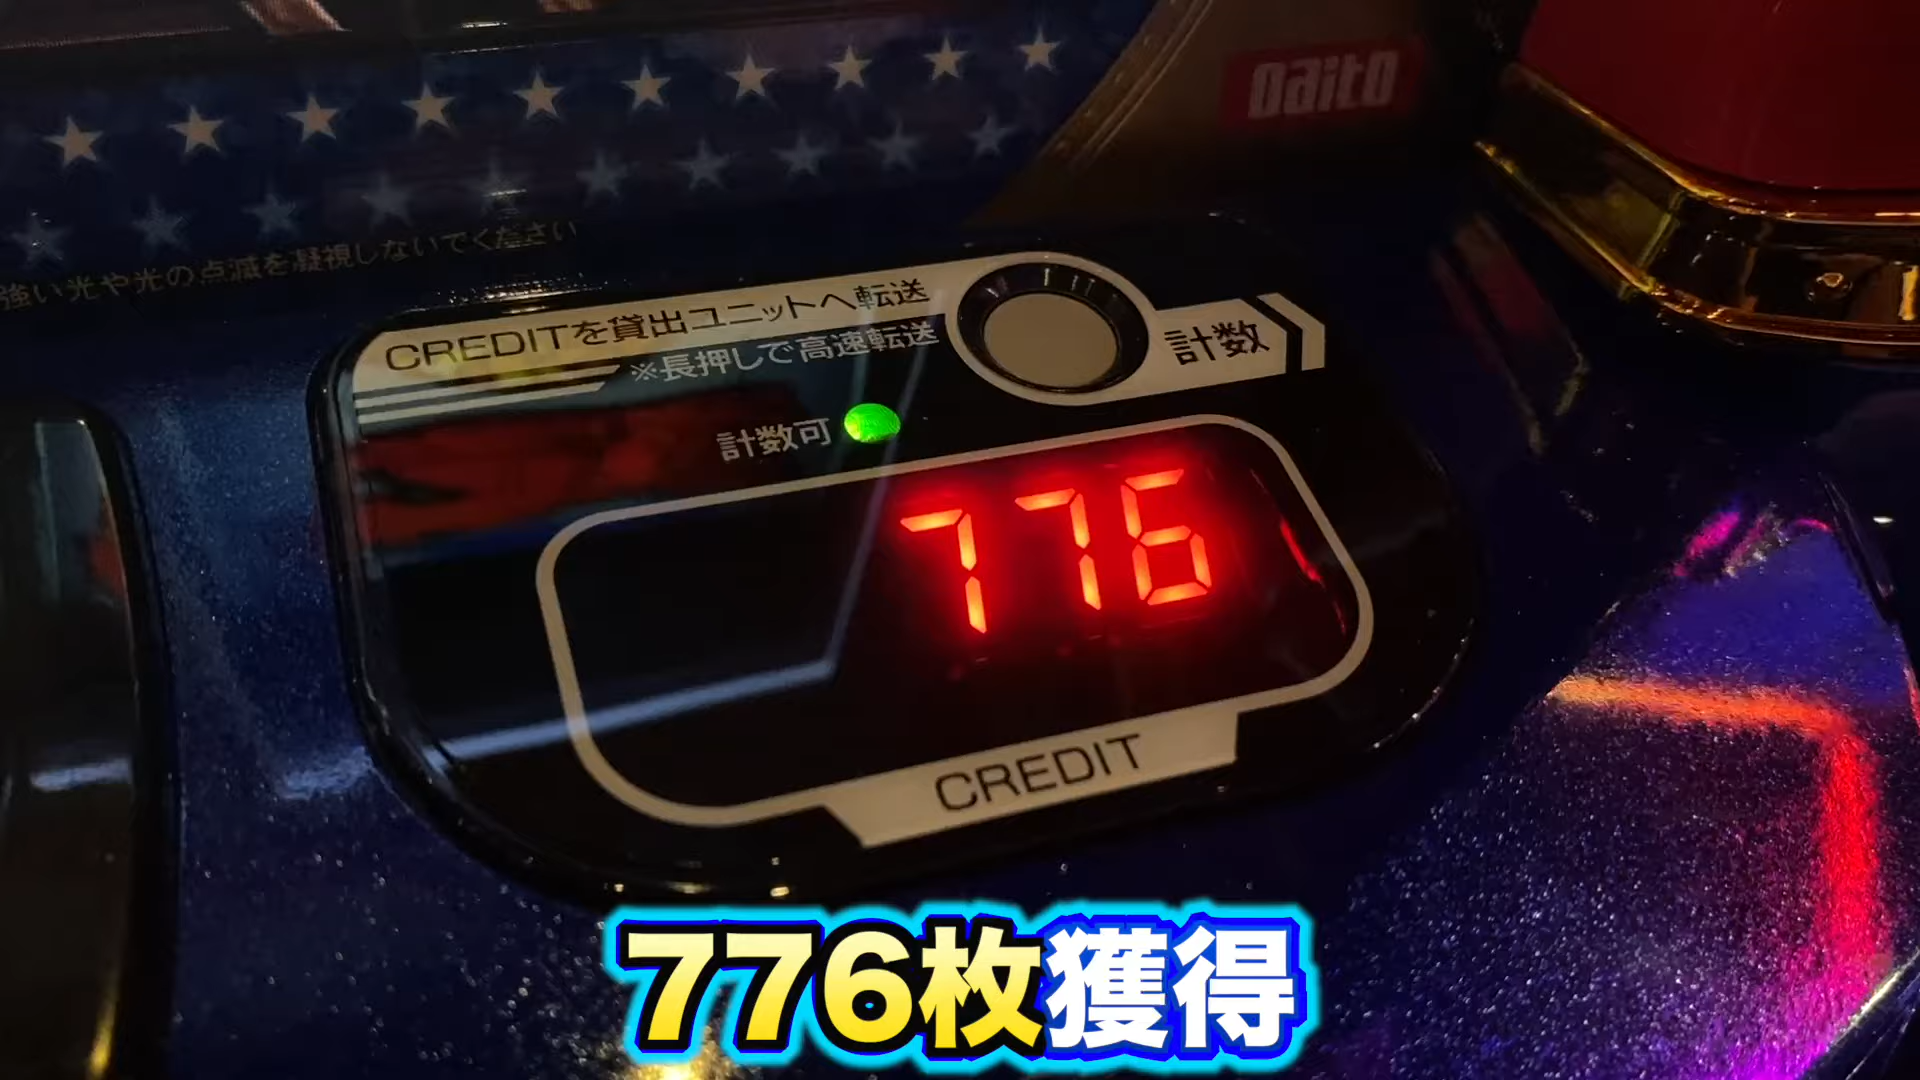 Daito
強い光や光の点滅を凝視しないでください
CREDITを貸出ユニットへ転送
※長押しで高速転送
計数
計数可
776
CREDIT
776枚獲得